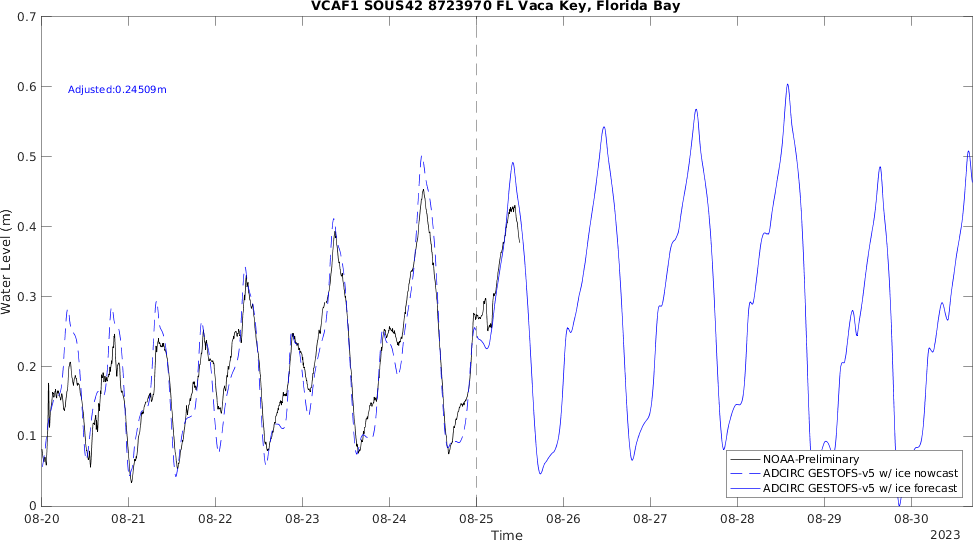 VCAF1 SOUS42 8723970 FL Vaca Key, Florida Bay
0.7
0.6
0.5
0.4
0.3
0.2
0.1
0
Water Level (m)
Adjusted:0.24509m
NOAA-Preliminary
ADCIRC GESTOFS-v5 w/ ice nowcast
ADCIRC GESTOFS-v5 w/ ice forecast
08-20 08-21 08-22 08-23 08-24 08-25 08-26 08-27 08-28 08-29 08-30
Time
2023